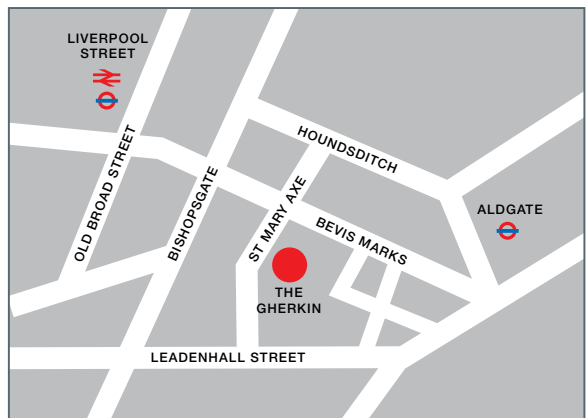 LIVERPOOL
STREET
HOUNDSDITCH
OLD BROAD STREET
BISHOPSGATE
ST MARY AXE
BEVIS MARKS
ALDGATE
THE
GHERKIN
LEADENHALL STREET